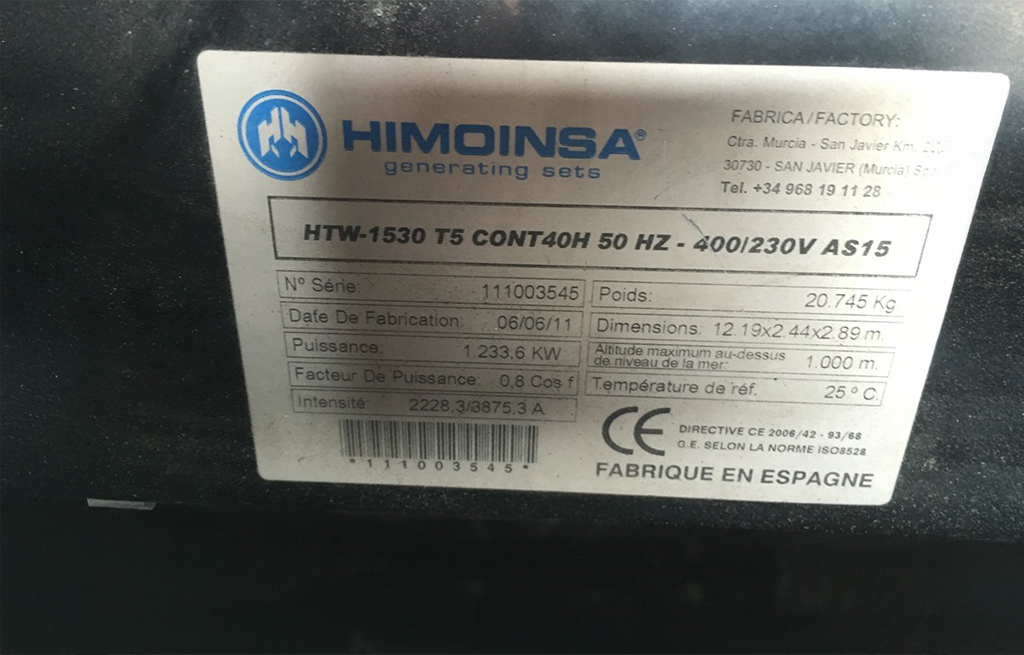 HIMOINSA®
generating sets
FABRICA/FACTORY:
Ctra. Murcia - San Javier Km.
30730 - SAN JAVIER (Murcia)
Tel. +34 968 19 11 28
HTW-1530 T5 CONT40H 50 HZ - 400/230V AS15
Nº Série: 111003545
Date De Fabrication: 06/06/11
Puissance: 1.233,6 KW
Facteur De Puissance: 0,8 Cos f
Intensité: 2228,3/3875,3 A
Poids: 20.745 Kg
Dimensions: 12.19x2.44x2.89 m.
Altitude maximum au-dessus
de niveau de la mer: 1.000 m.
Température de réf. 25 º C.
*111003545*
CE
DIRECTIVE CE 2006/42 - 93/68
G.E. SELON LA NORME ISO8528
FABRIQUE EN ESPAGNE